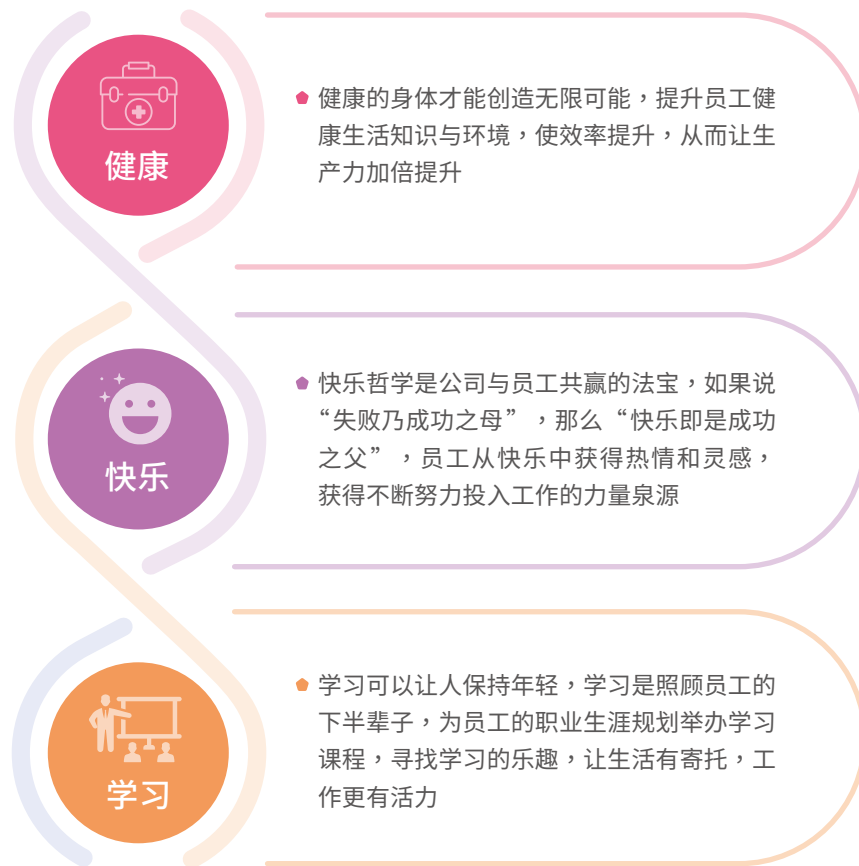 健康
健康的身体才能创造无限可能，提升员工健
康生活知识与环境，使效率提升，从而让生
产力加倍提升
快乐
快乐哲学是公司与员工共赢的法宝，如果说
“失败乃成功之母”，那么“快乐即是成功
之父”，员工从快乐中获得热情和灵感，
获得不断努力投入工作的力量泉源
学习
学习可以让人保持年轻，学习是照顾员工的
下半辈子，为员工的职业生涯规划举办学习
课程，寻找学习的乐趣，让生活有寄托，工
作更有活力